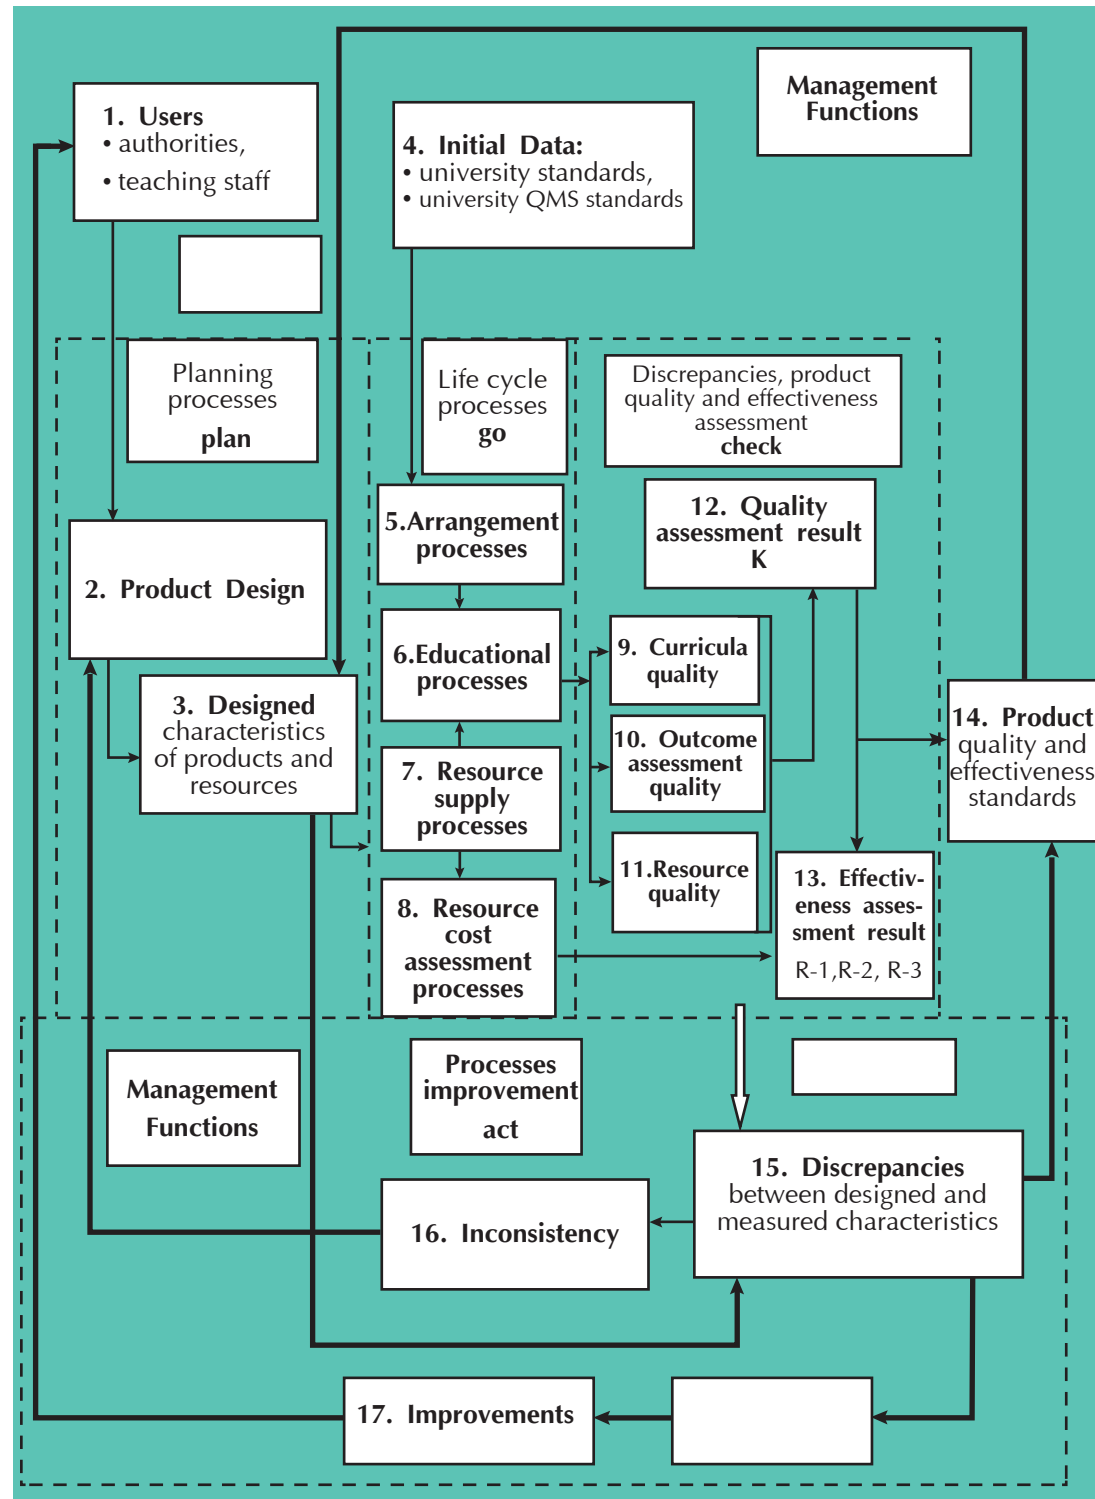 Management
Functions
1. Users
• authorities,
• teaching staff
4. Initial Data:
• university standards,
• university QMS standards
Planning
processes
plan
Life cycle
processes
go
Discrepancies, product
quality and effectiveness
assessment
check
5.Arrangement
processes
12. Quality
assessment result
K
2. Product Design
6.Educational
processes
9. Curricula
quality
3. Designed
characteristics
of products and
resources
10. Outcome
assessment
quality
14. Product
quality and
effectiveness
standards
7. Resource
supply
processes
11.Resource
quality
13. Effectiv-
eness asses-
sment result
R-1,R-2, R-3
8. Resource
cost
assessment
processes
Management
Functions
Processes
improvement
act
15. Discrepancies
between designed and
measured characteristics
16. Inconsistency
17. Improvements